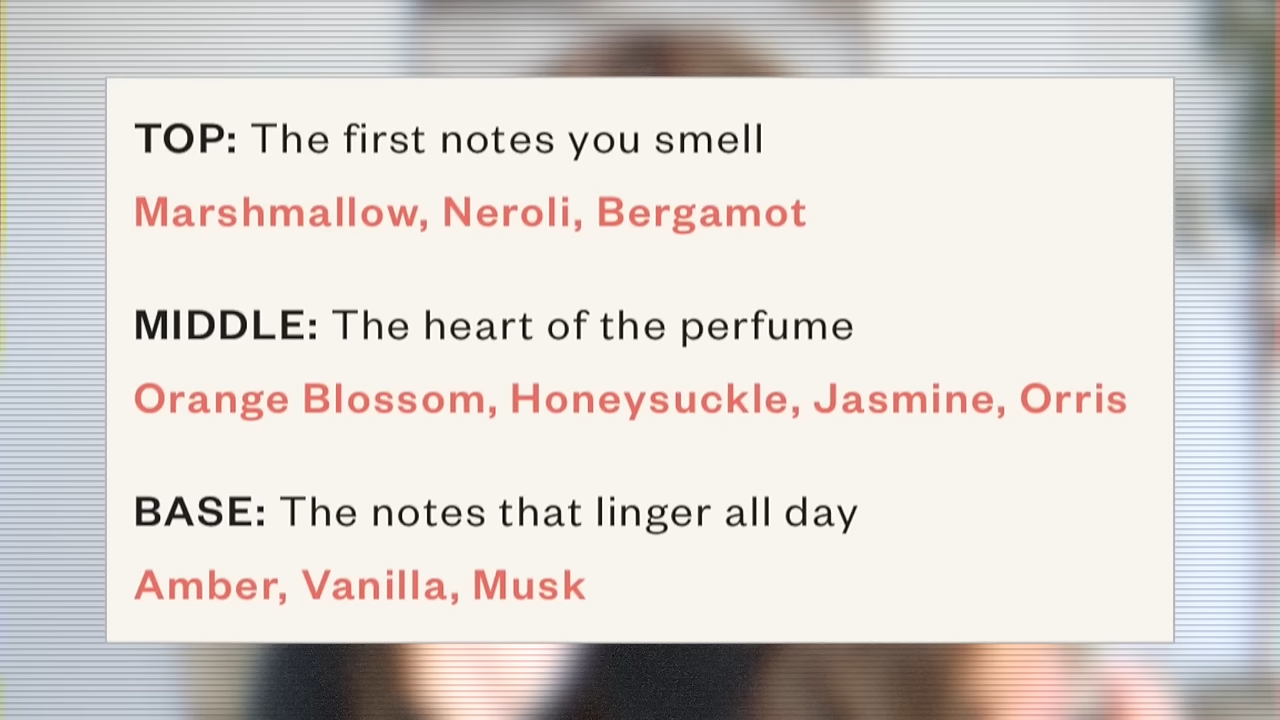 TOP: The first notes you smell
Marshmallow, Neroli, Bergamot
MIDDLE: The heart of the perfume
Orange Blossom, Honeysuckle, Jasmine, Orris
BASE: The notes that linger all day
Amber, Vanilla, Musk